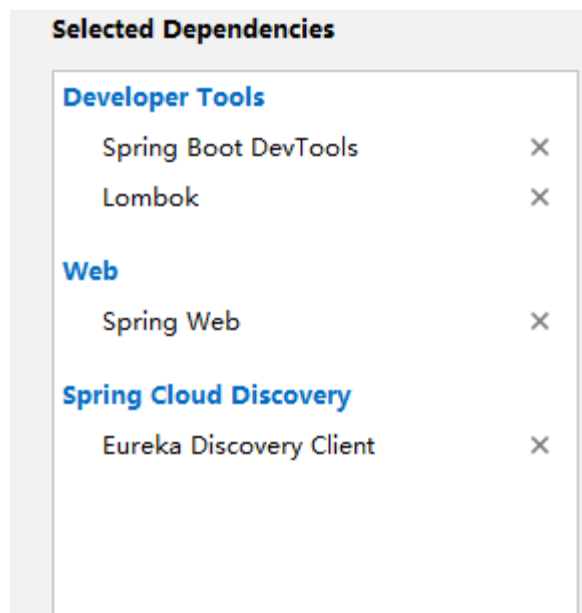 Selected Dependencies
Developer Tools
Spring Boot DevTools
Lombok
Web
Spring Web
Spring Cloud Discovery
Eureka Discovery Client